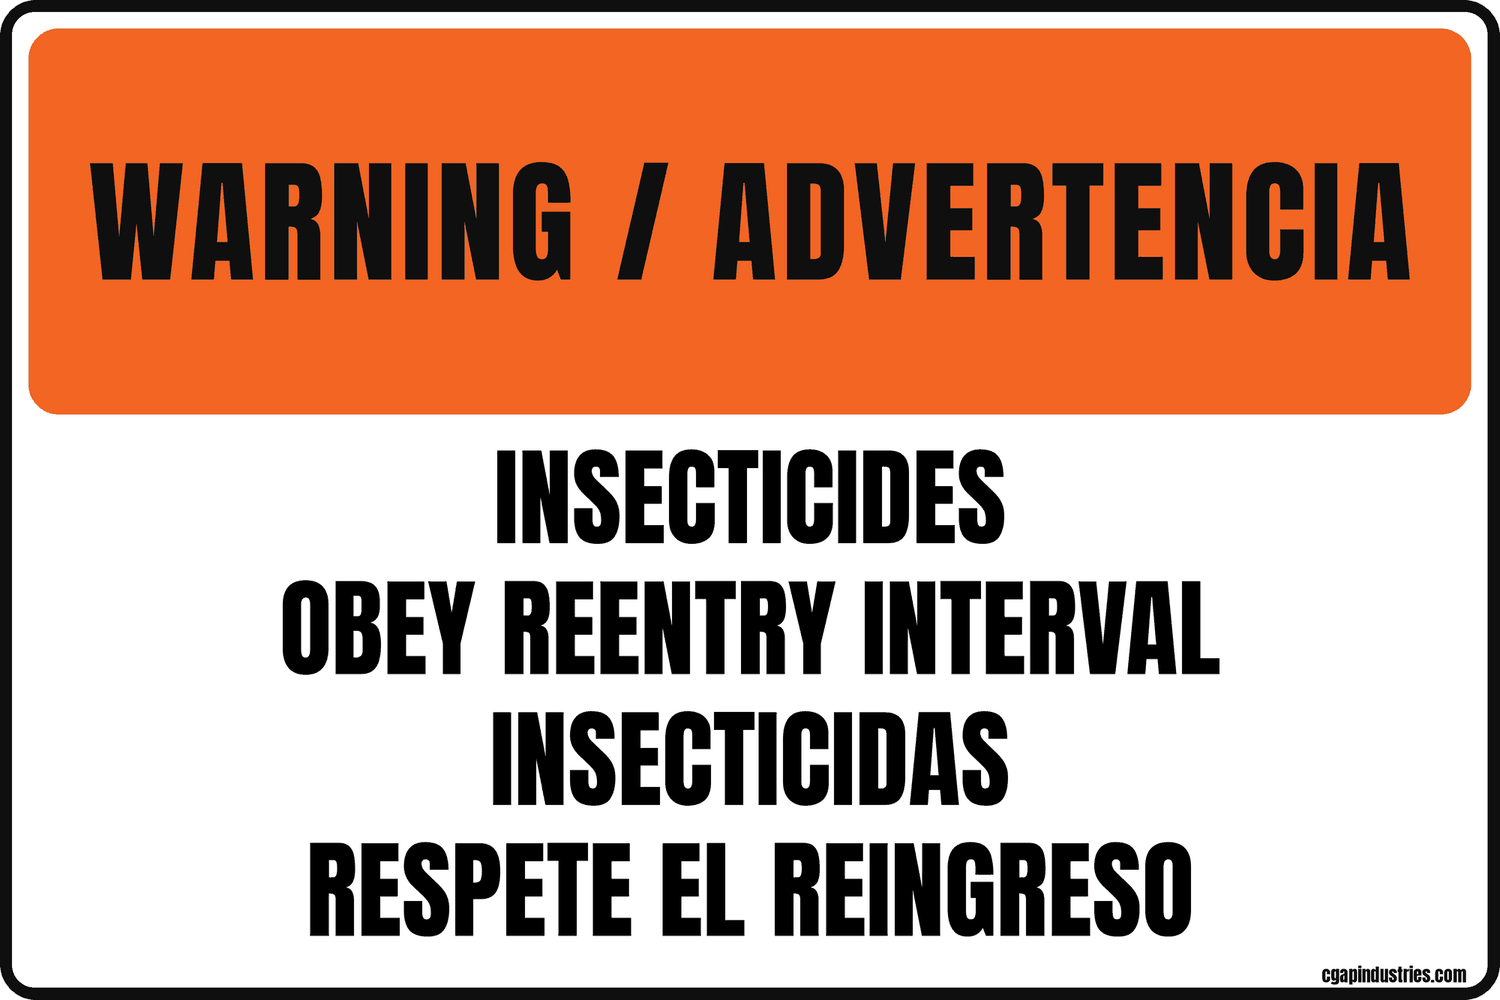 WARNING / ADVERTENCIA
INSECTICIDES
OBEY REENTRY INTERVAL
INSECTICIDAS
RESPETE EL REINGRESO
cgapindustries.com